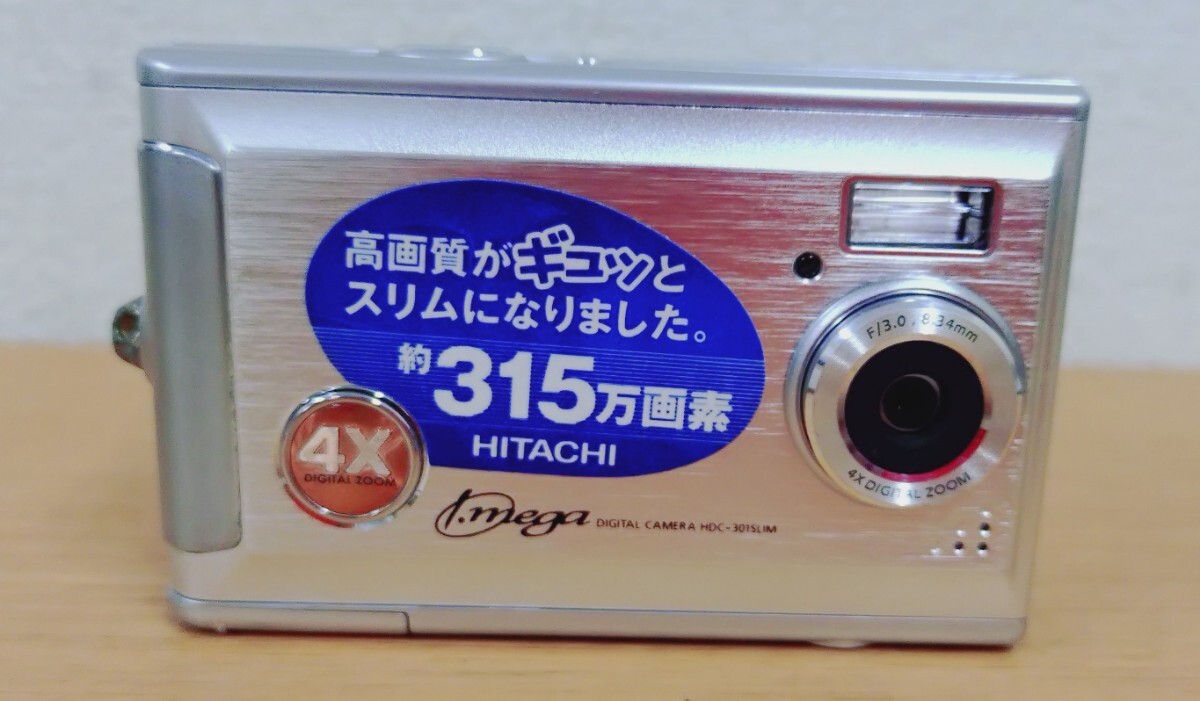 高画質がギュッと
スリムになりました。
約315万画素
HITACHI
F/3.0, 8.34mm
4X DIGITAL ZOOM
4X
DIGITAL ZOOM
I.mega DIGITAL CAMERA HDC-301SLIM